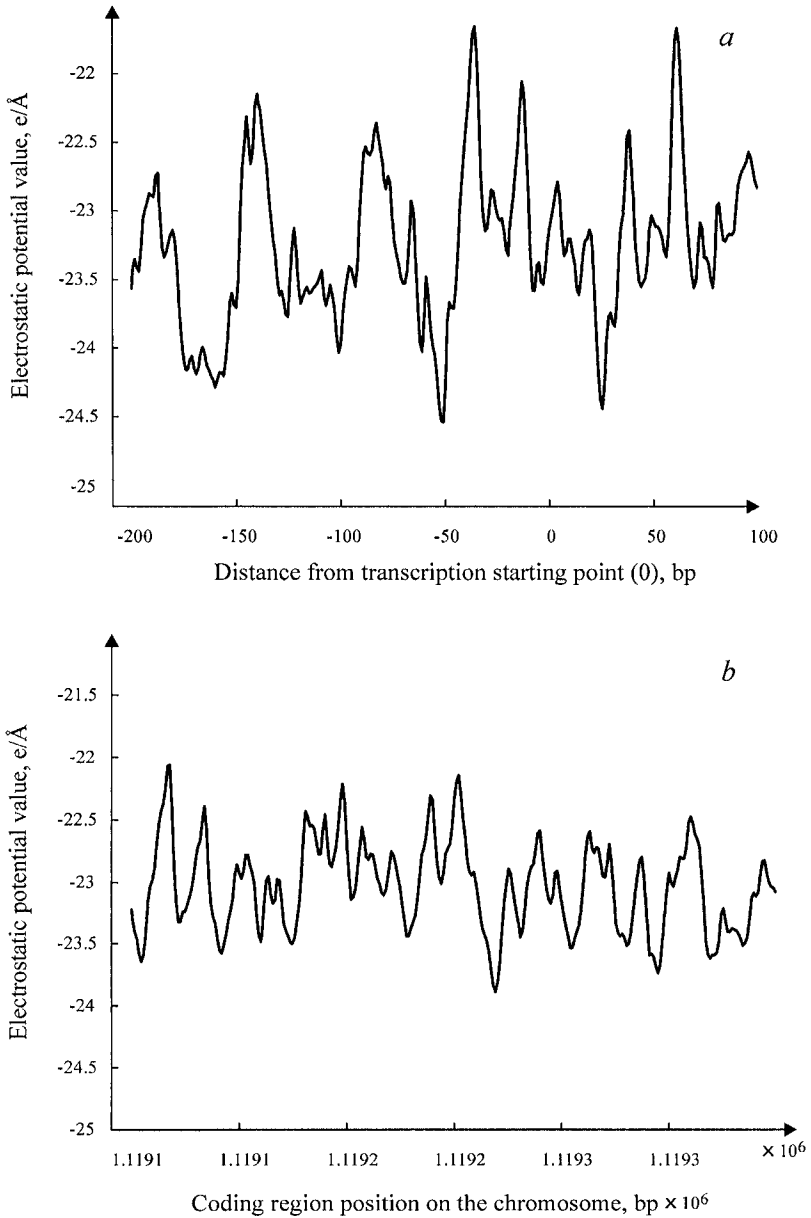 a
Electrostatic potential value, e/Å
-22
-22.5
-23
-23.5
-24
-24.5
-25
-200 -150 -100 -50 0 50 100
Distance from transcription starting point (0), bp
b
Electrostatic potential value, e/Å
-21.5
-22
-22.5
-23
-23.5
-24
-24.5
-25
× 10⁶
1.1191 1.1191 1.1192 1.1192 1.1193 1.1193
Coding region position on the chromosome, bp × 10⁶